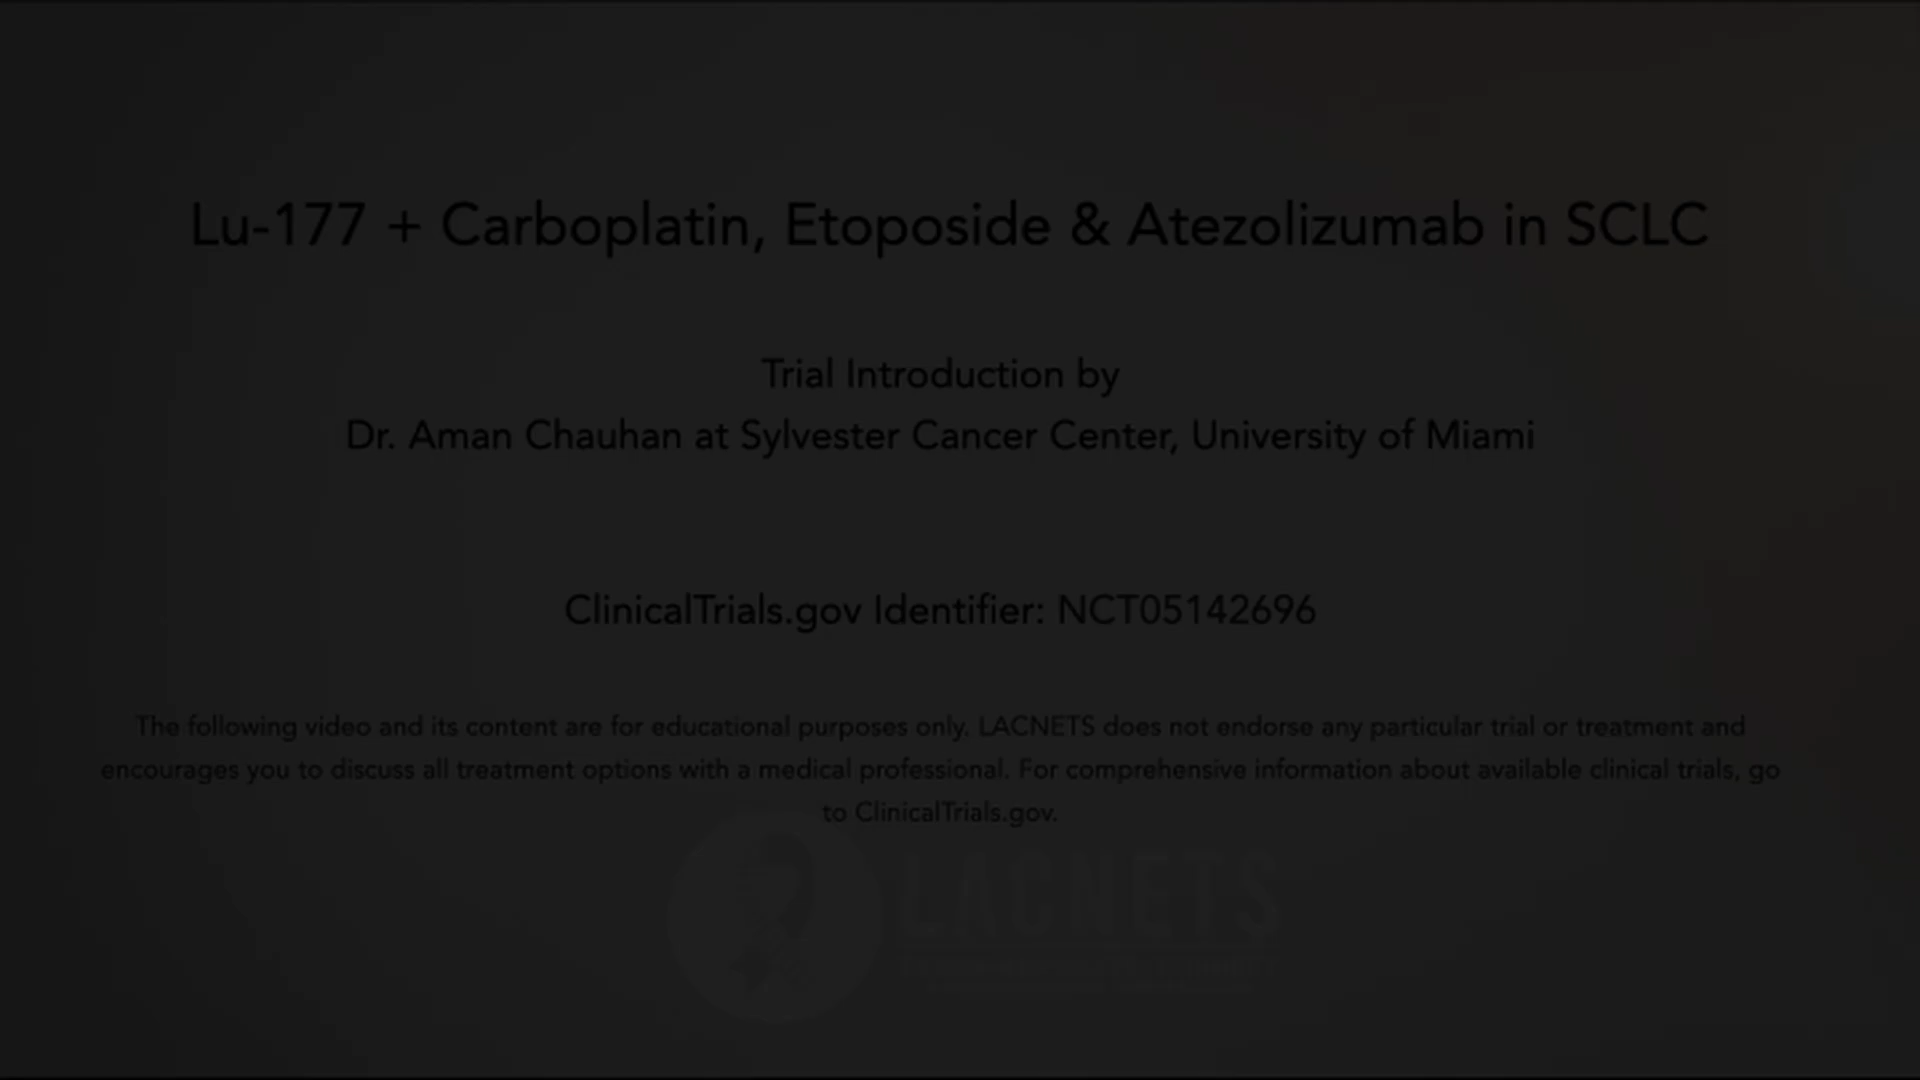 Lu-177 + Carboplatin, Etoposide & Atezolizumab in SCLC
Trial Introduction by
Dr. Aman Chauhan at Sylvester Cancer Center, University of Miami
ClinicalTrials.gov Identifier: NCT05142696
The following video and its content are for educational purposes only. LACNETS does not endorse any particular trial or treatment and
encourages you to discuss all treatment options with a medical professional. For comprehensive information about available clinical trials, go
to ClinicalTrials.gov.
LACNETS